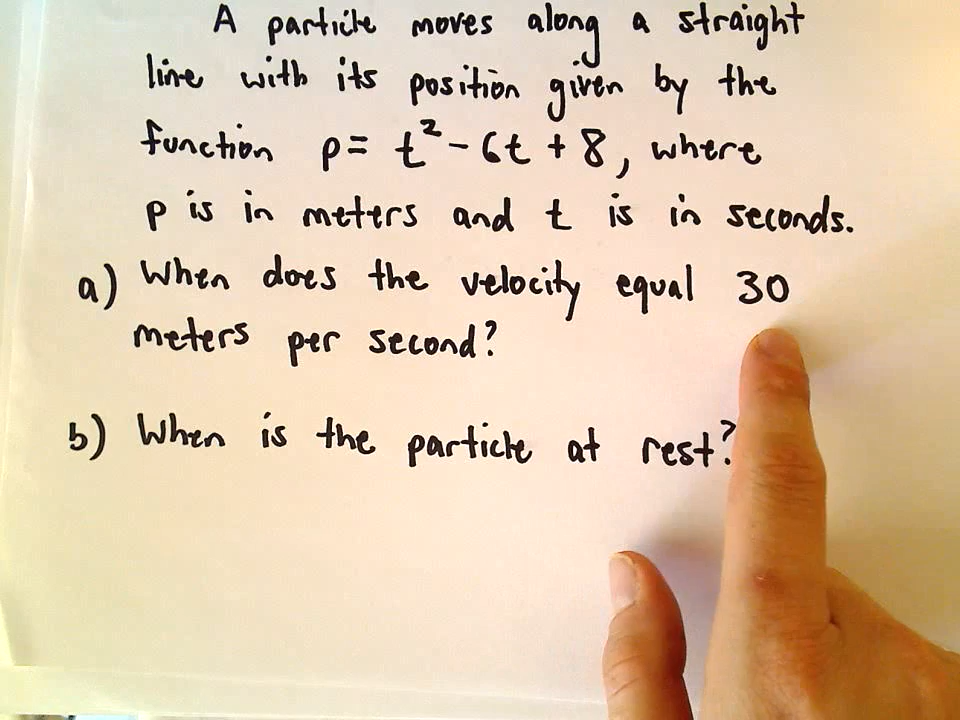 A particle moves along a straight
line with its position given by the
function p = t² - 6t + 8, where
p is in meters and t is in seconds.
a) When does the velocity equal 30
meters per second?
b) When is the particle at rest?